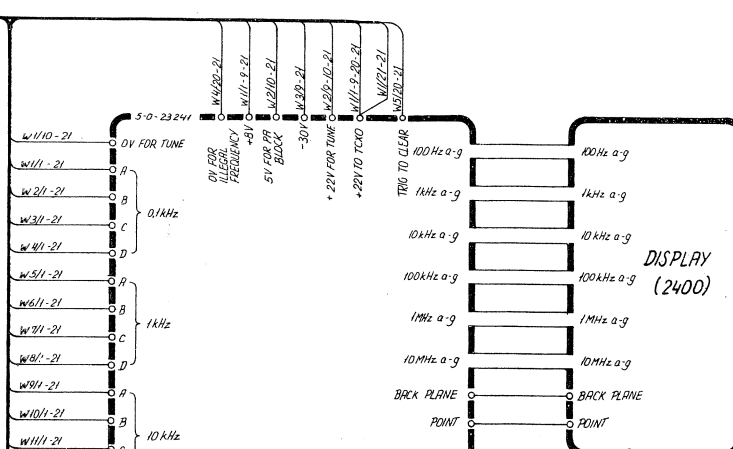 W4/20-21
W1/1-9-21
W2/10-21
W3/9-21
W2/9-10-21
W1/1-9-20-21
W1/21-21
W5/20-21
5-0-23241
0V FOR
ILLEGAL
FREQUENCY
+8V
5V FOR PA
BLOCK
-30V
+22V FOR TUNE
+22V TO TCXO
TRIG TO CLEAR
W1/10-21
0V FOR TUNE
W1/1-21
A
W2/1-21
B
0,1kHz
W3/1-21
C
W4/1-21
D
W5/1-21
A
W6/1-21
B
1kHz
W7/1-21
C
W8/1-21
D
W9/1-21
A
W10/1-21
B
10kHz
W11/1-21
100Hz a-g
100Hz a-g
1kHz a-g
1kHz a-g
10kHz a-g
10kHz a-g
100kHz a-g
100kHz a-g
1MHz a-g
1MHz a-g
10MHz a-g
10MHz a-g
BACK PLANE
BACK PLANE
POINT
POINT
DISPLAY
(2400)